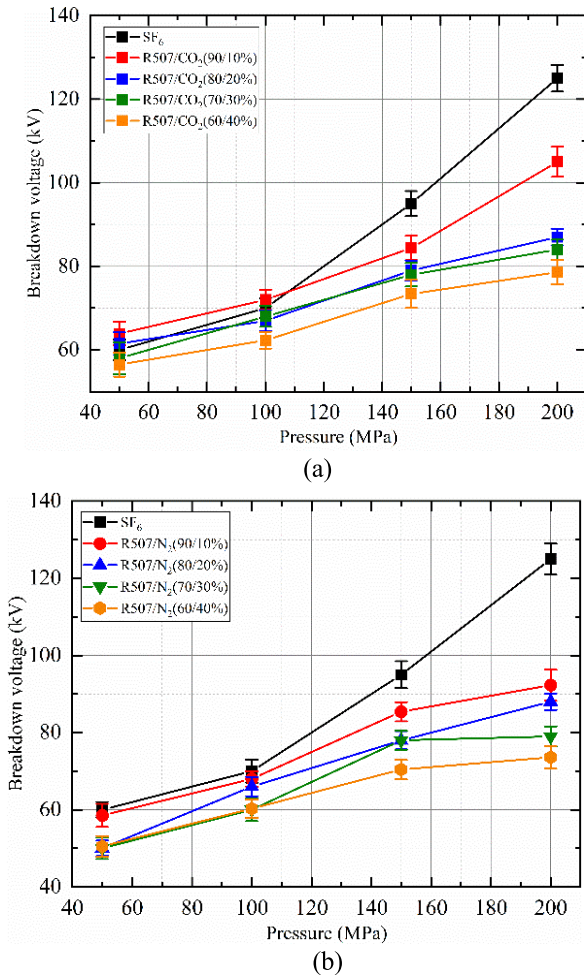 140
120
100
80
60
SF₆
R507/CO₂(90/10%)
R507/CO₂(80/20%)
R507/CO₂(70/30%)
R507/CO₂(60/40%)
Breakdown voltage (kV)
40 60 80 100 120 140 160 180 200
Pressure (MPa)
(a)
140
120
100
80
60
40
SF₆
R507/N₂(90/10%)
R507/N₂(80/20%)
R507/N₂(70/30%)
R507/N₂(60/40%)
Breakdown voltage (kV)
40 60 80 100 120 140 160 180 200
Pressure (MPa)
(b)